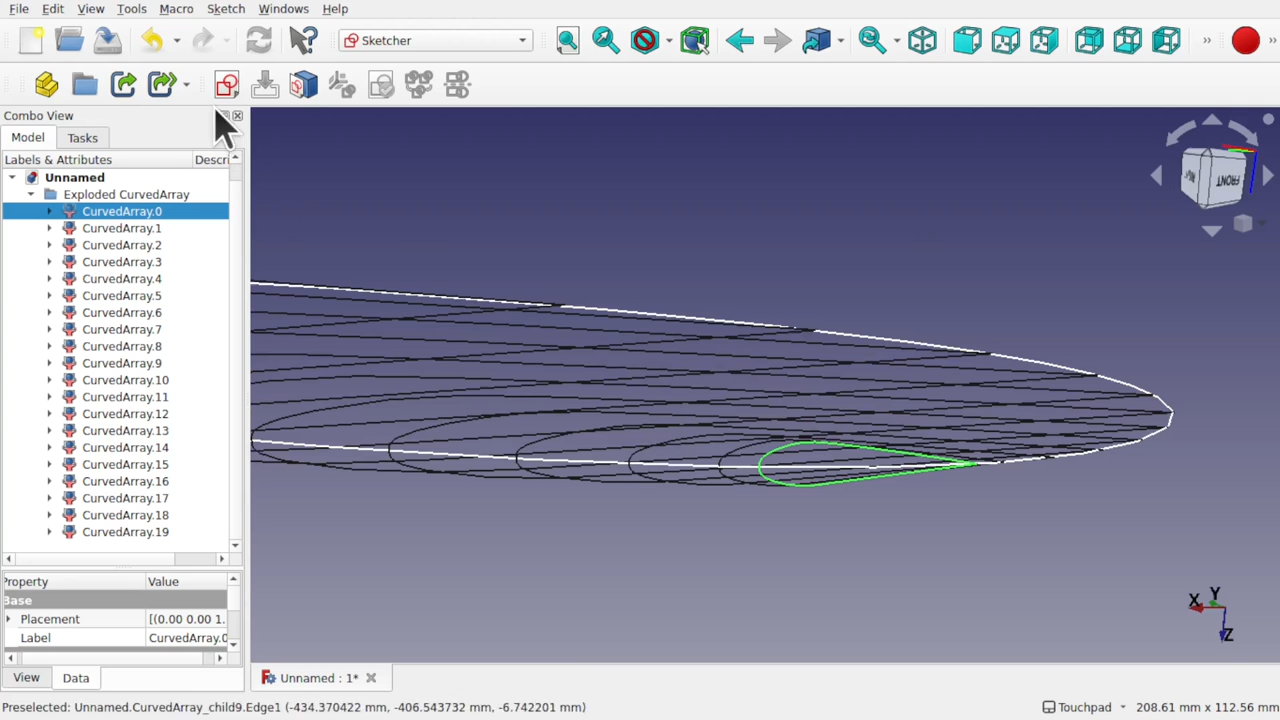 File Edit View Tools Macro Sketch Windows Help
Sketcher
Combo View
Model Tasks
Labels & Attributes Descr
Unnamed
Exploded CurvedArray
CurvedArray.0
CurvedArray.1
CurvedArray.2
CurvedArray.3
CurvedArray.4
CurvedArray.5
CurvedArray.6
CurvedArray.7
CurvedArray.8
CurvedArray.9
CurvedArray.10
CurvedArray.11
CurvedArray.12
CurvedArray.13
CurvedArray.14
CurvedArray.15
CurvedArray.16
CurvedArray.17
CurvedArray.18
CurvedArray.19
Property Value
Base
Placement [(0.00 0.00 1.
Label CurvedArray.0
View Data
FRONT
X Y
Z
Unnamed : 1*
Preselected: Unnamed.CurvedArray_child9.Edge1 (-434.370422 mm, -406.543732 mm, -6.742201 mm) Touchpad 208.61 mm x 112.56 mm